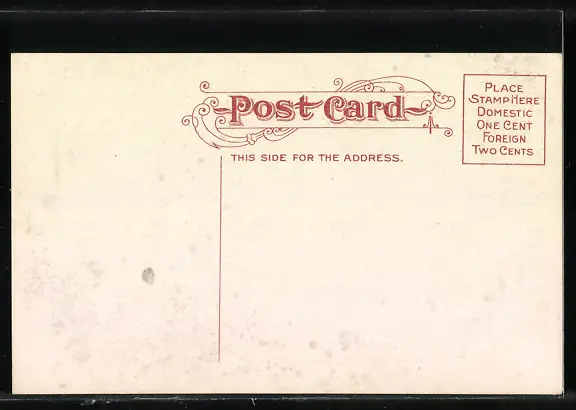 Post Card
THIS SIDE FOR THE ADDRESS.
PLACE
STAMP HERE
DOMESTIC
ONE CENT
FOREIGN
TWO CENTS